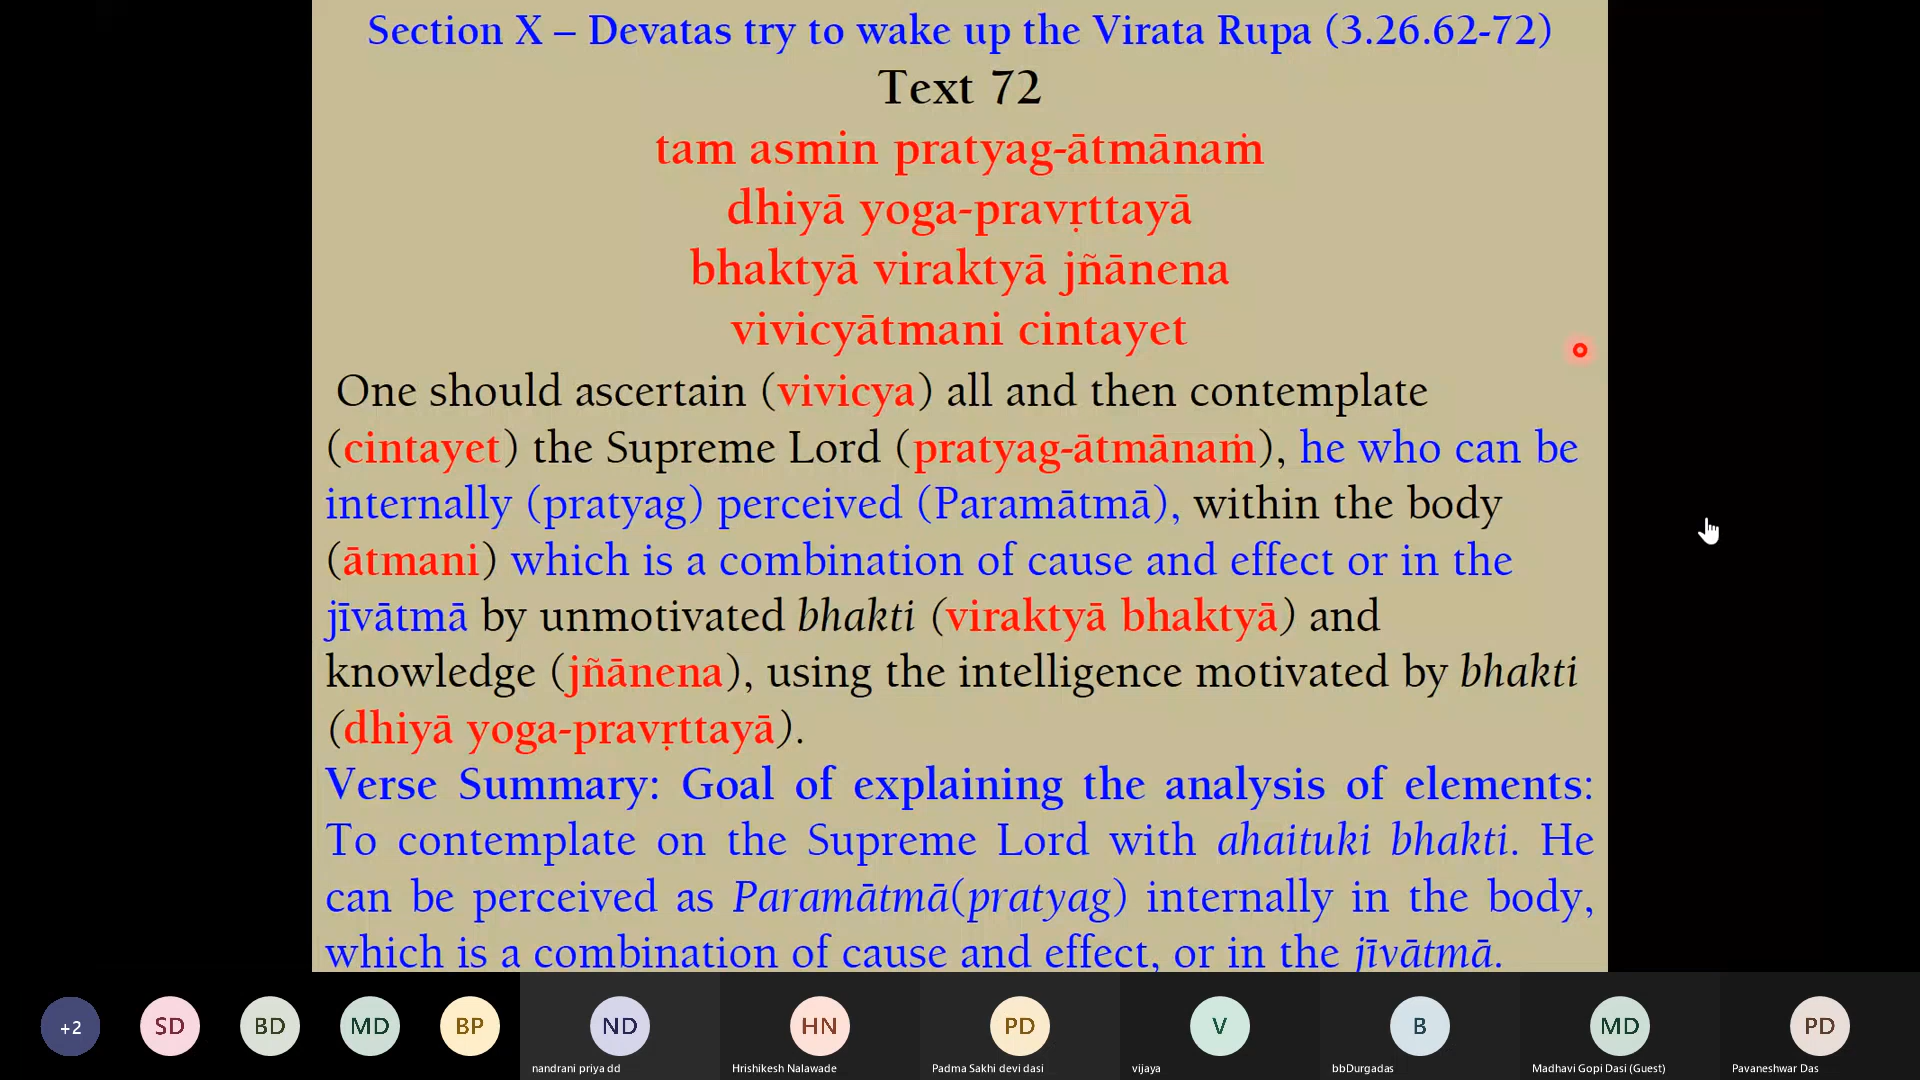 Section X – Devatas try to wake up the Virata Rupa (3.26.62-72)
Text 72
tam asmin pratyag-ātmānaṁ
dhiyā yoga-pravṛttayā
bhaktyā viraktyā jñānena
vivicyātmani cintayet
One should ascertain (vivicya) all and then contemplate
(cintayet) the Supreme Lord (pratyag-ātmānaṁ), he who can be
internally (pratyag) perceived (Paramātmā), within the body
(ātmani) which is a combination of cause and effect or in the
jīvātmā by unmotivated bhakti (viraktyā bhaktyā) and
knowledge (jñānena), using the intelligence motivated by bhakti
(dhiyā yoga-pravṛttayā).
Verse Summary: Goal of explaining the analysis of elements:
To contemplate on the Supreme Lord with ahaituki bhakti. He
can be perceived as Paramātmā(pratyag) internally in the body,
which is a combination of cause and effect, or in the jīvātmā.
+2 SD BD MD BP ND HN PD V B MD PD
nandrani priya dd Hrishikesh Nalawade Padma Sakhi devi dasi vijaya bbDurgadas Madhavi Gopi Dasi (Guest) Pavaneshwar Das